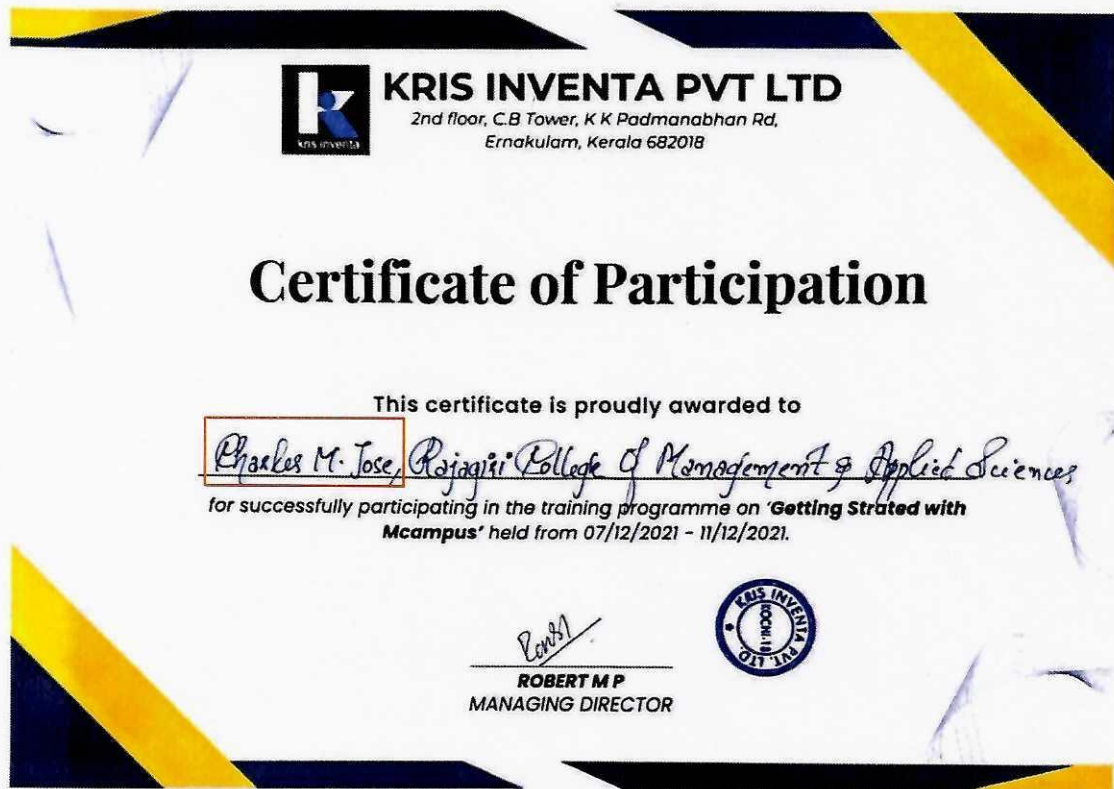 kris inventa
KRIS INVENTA PVT LTD
2nd floor, C.B Tower, K K Padmanabhan Rd,
Ernakulam, Kerala 682018
Certificate of Participation
This certificate is proudly awarded to
Charles M. Jose, Rajagiri College of Management & Applied Sciences
for successfully participating in the training programme on 'Getting Strated with
Mcampus' held from 07/12/2021 - 11/12/2021.
KRIS INVENTA PVT. LTD.
KOCHI-18
ROBERT M P
MANAGING DIRECTOR